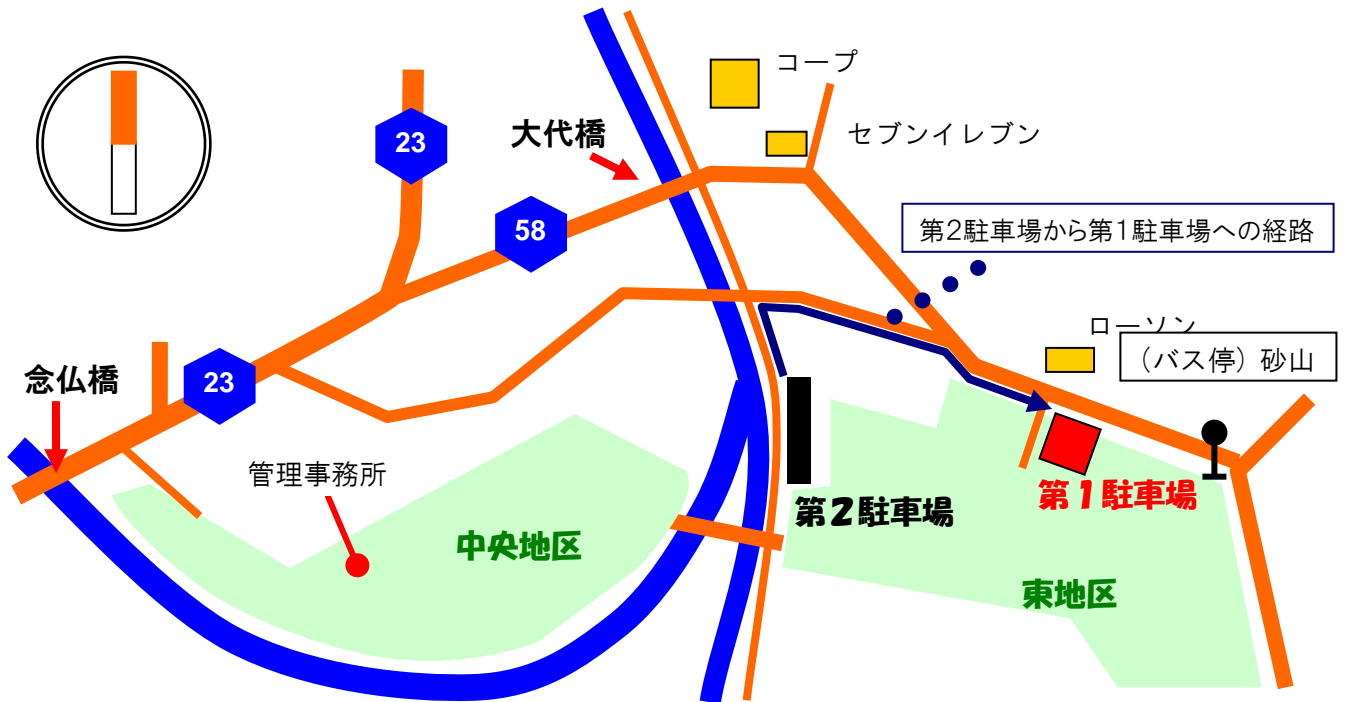 コープ
23
大代橋
セブンイレブン
58
第2駐車場から第1駐車場への経路
ローソン
(バス停)砂山
念仏橋
23
管理事務所
第1駐車場
第2駐車場
中央地区
東地区